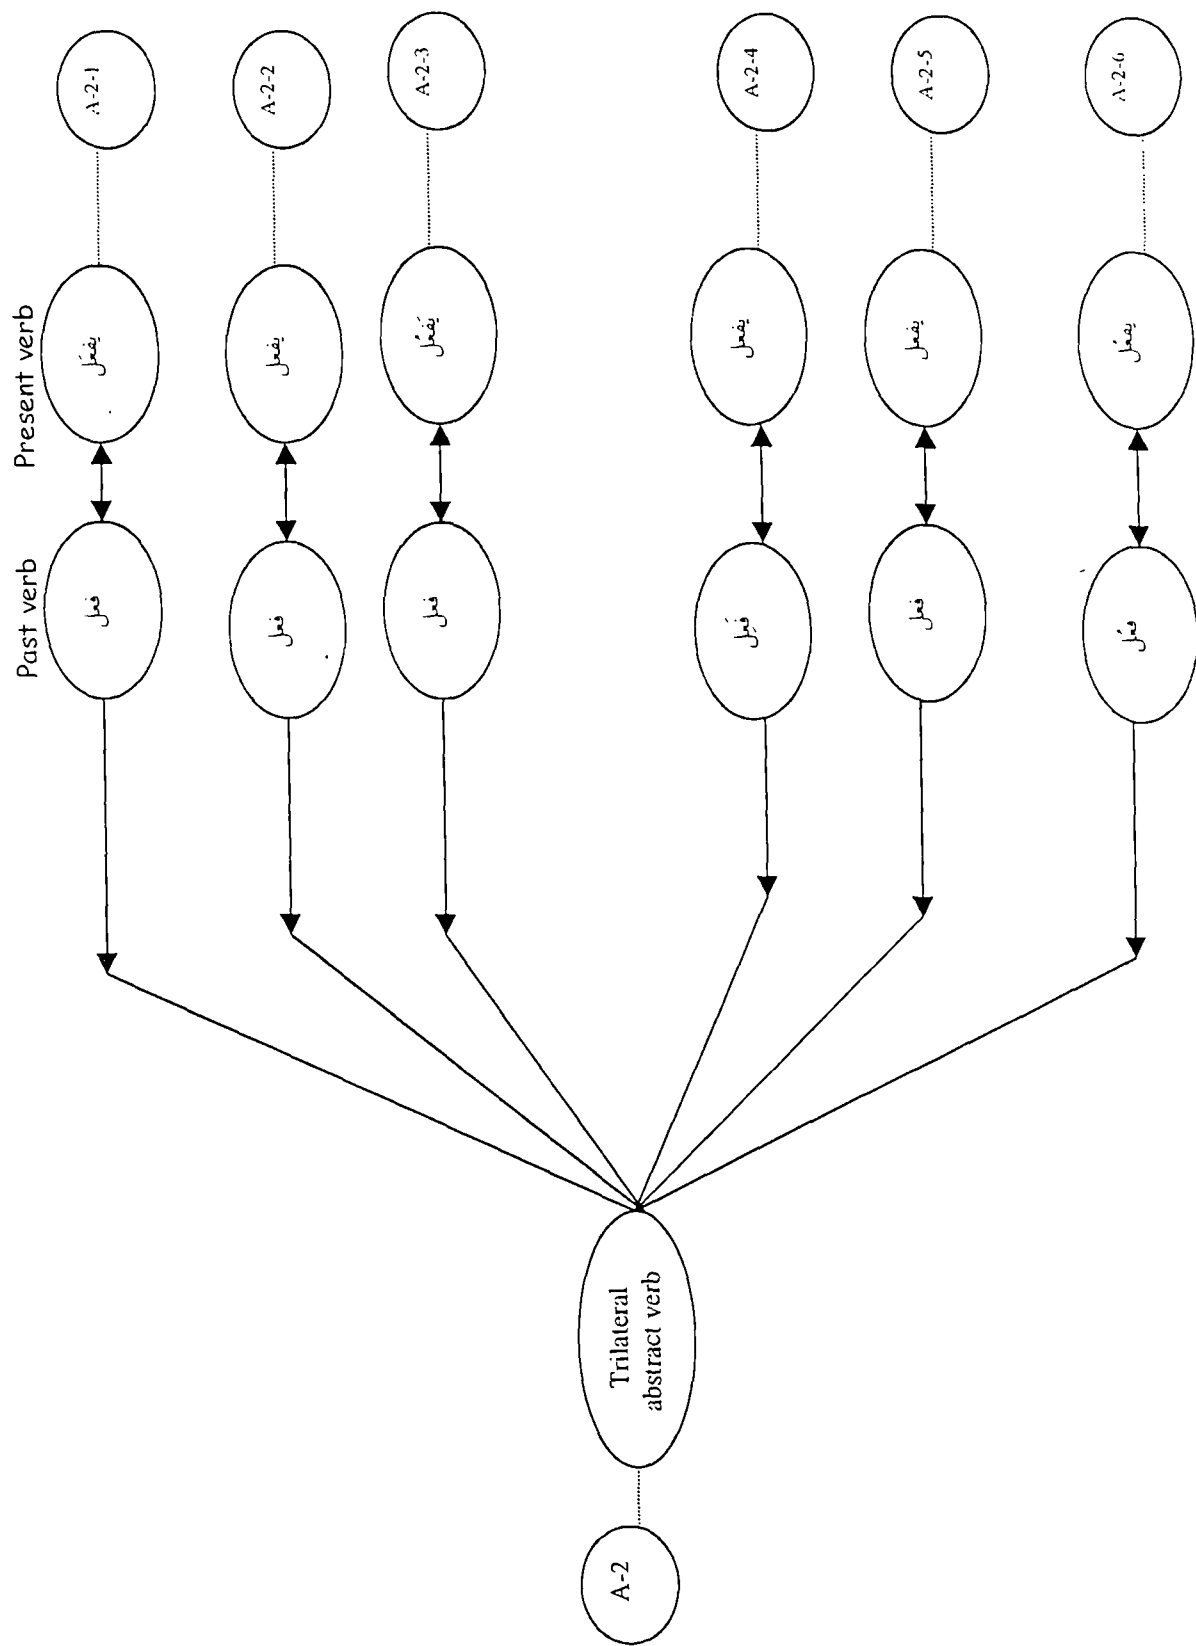 Past verb
Present verb
فعل
يفعَل
A-2-1
فعل
يفعل
A-2-2
فعل
يَفعُل
A-2-3
A-2
Trilateral
abstract verb
فَعِل
يفعل
A-2-4
فعل
يفعل
A-2-5
فعُل
يفعُل
A-2-6